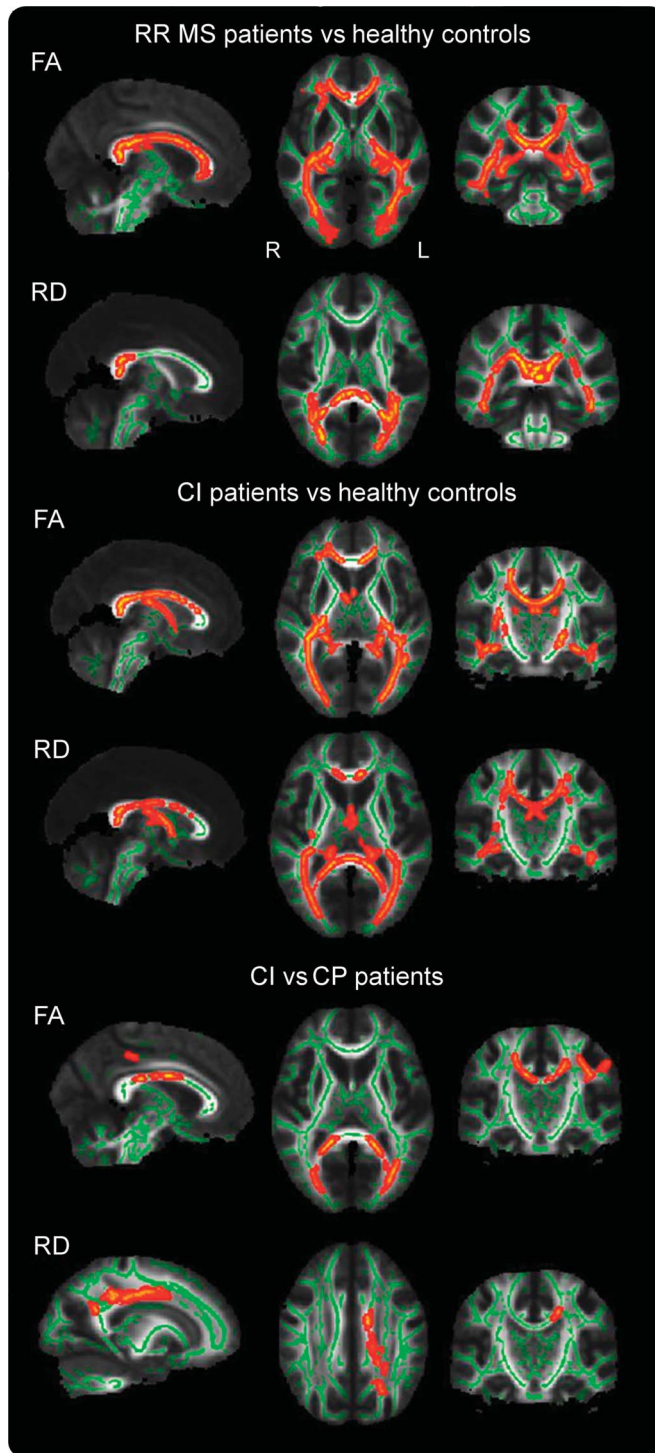 RR MS patients vs healthy controls
FA
R L
RD
CI patients vs healthy controls
FA
RD
CI vs CP patients
FA
RD